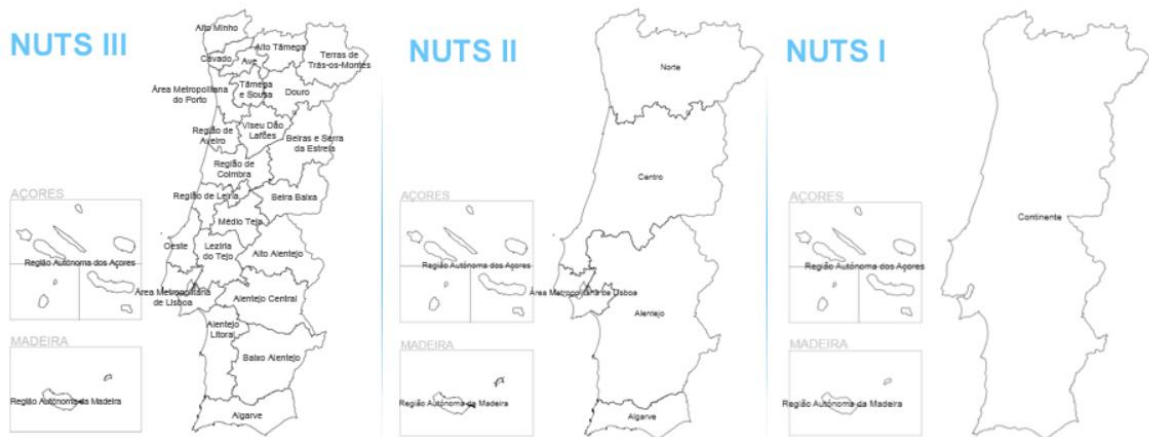 NUTS III
Alto Minho
Alto Tâmega
Terras de
Trás-os-Montes
Cávado
Ave
Área Metropolitana
do Porto
Tâmega
e Sousa
Douro
Região de
Aveiro
Viseu Dão
Lafões
Beiras e Serra
da Estrela
Região de
Coimbra
Região de Leiria
Beira Baixa
Médio Tejo
Oeste
Lezíria
do Tejo
Alto Alentejo
Área Metropolitana
de Lisboa
Alentejo Central
Alentejo
Litoral
Baixo Alentejo
Algarve
AÇORES
Região Autónoma dos Açores
MADEIRA
Região Autónoma da Madeira
NUTS II
Norte
Centro
Área Metropolitana de Lisboa
Alentejo
Algarve
AÇORES
Região Autónoma dos Açores
MADEIRA
Região Autónoma da Madeira
NUTS I
Continente
AÇORES
Região Autónoma dos Açores
MADEIRA
Região Autónoma da Madeira